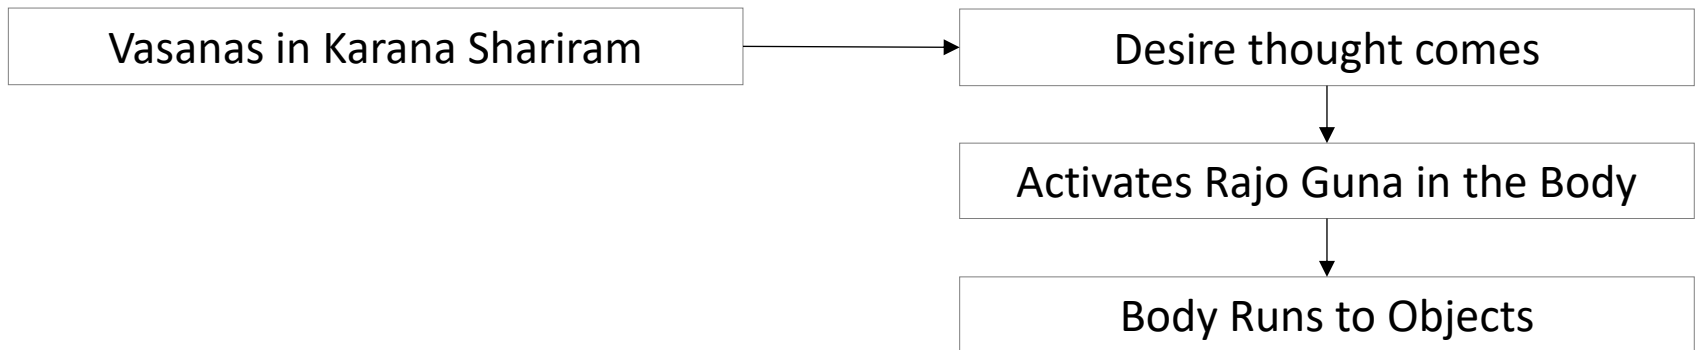 Vasanas in Karana Shariram
Desire thought comes
Activates Rajo Guna in the Body
Body Runs to Objects